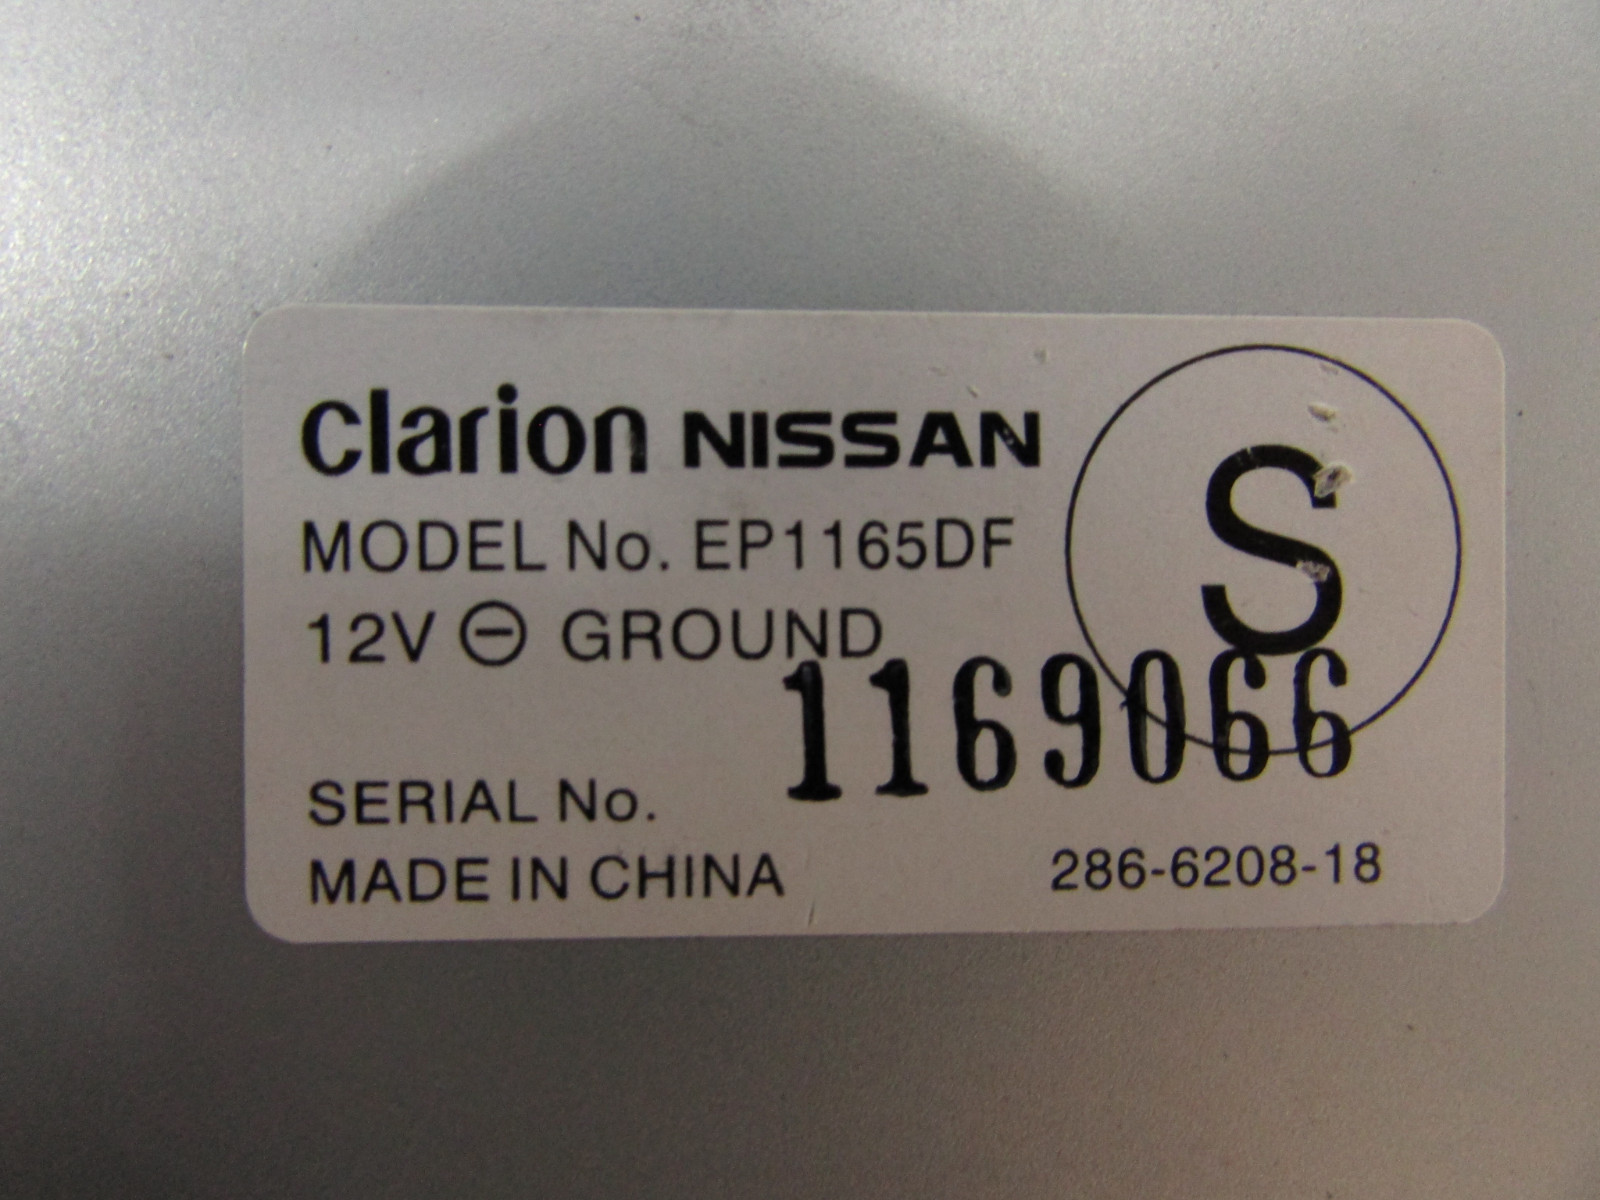 clarion NISSAN
MODEL No. EP1165DF
12V ⊖ GROUND
S
1169066
SERIAL No.
MADE IN CHINA 286-6208-18